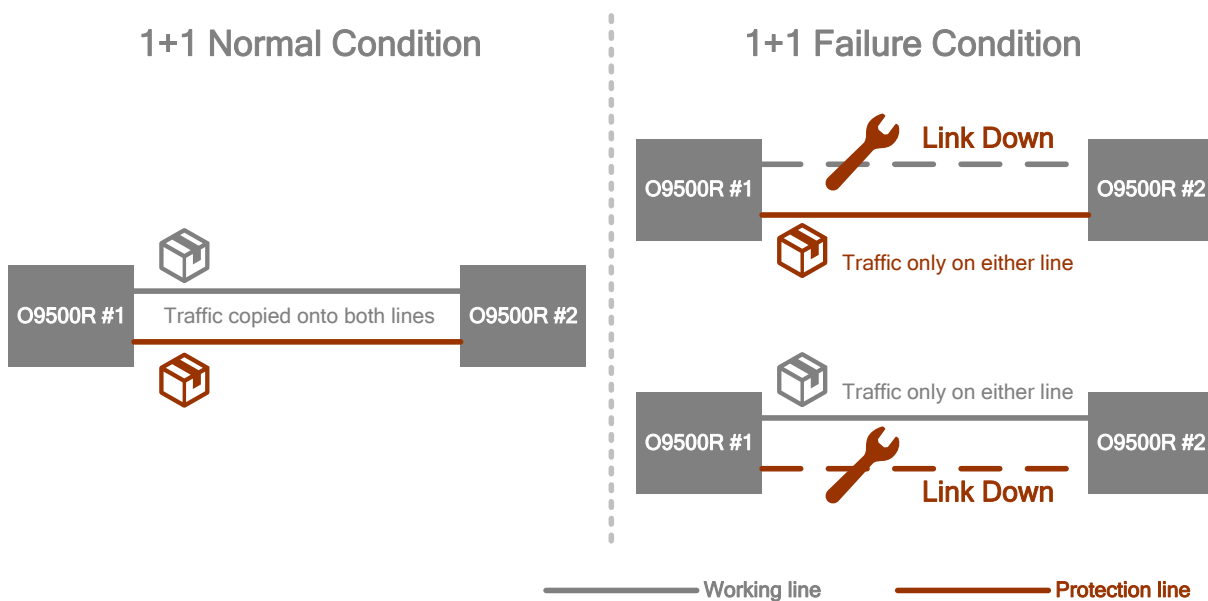 1+1 Normal Condition
1+1 Failure Condition
O9500R #1
Traffic copied onto both lines
O9500R #2
Link Down
O9500R #1
O9500R #2
Traffic only on either line
Traffic only on either line
O9500R #1
O9500R #2
Link Down
Working line
Protection line